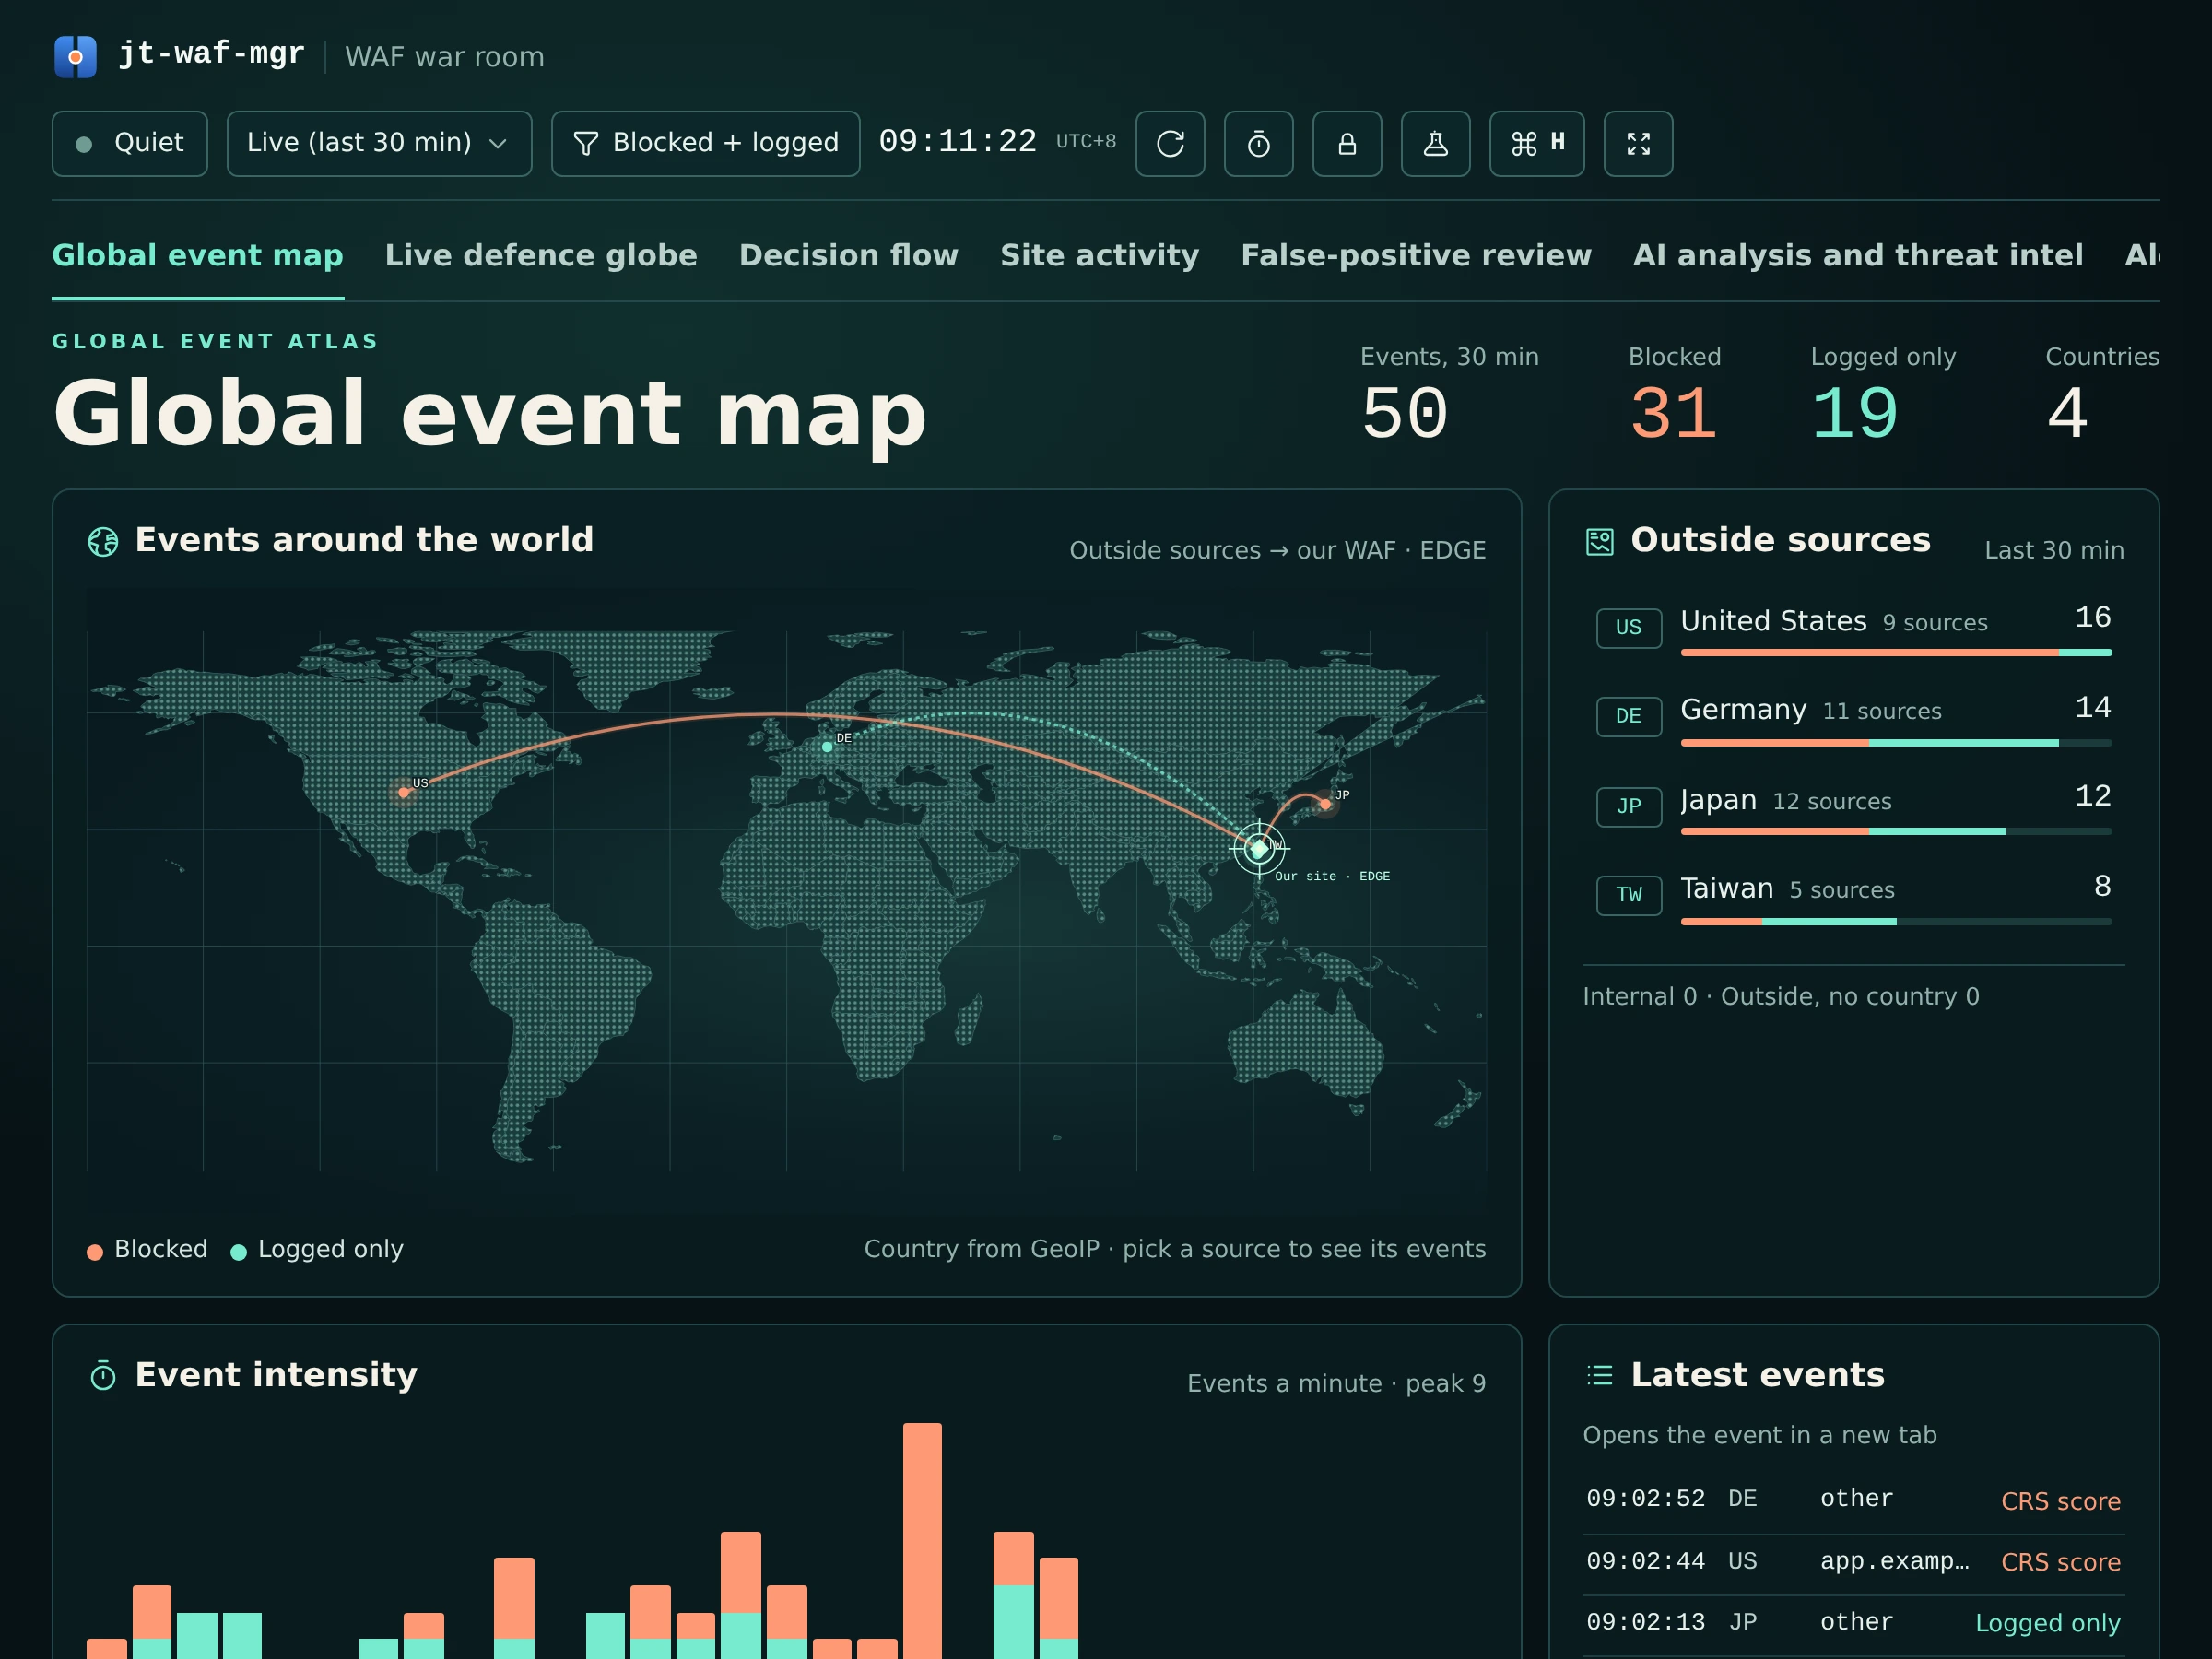 jt-waf-mgr WAF war room
Quiet Live (last 30 min) Blocked + logged 09:11:22 UTC+8 H
Global event map Live defence globe Decision flow Site activity False-positive review AI analysis and threat intel
GLOBAL EVENT ATLAS
Global event map
Events, 30 min Blocked Logged only Countries
50 31 19 4
Events around the world
Outside sources → our WAF · EDGE
US
DE
JP
TW
Our site · EDGE
Blocked Logged only
Country from GeoIP · pick a source to see its events
Outside sources Last 30 min
US United States 9 sources 16
DE Germany 11 sources 14
JP Japan 12 sources 12
TW Taiwan 5 sources 8
Internal 0 · Outside, no country 0
Event intensity
Events a minute · peak 9
Latest events
Opens the event in a new tab
09:02:52 DE other CRS score
09:02:44 US app.examp… CRS score
09:02:13 JP other Logged only